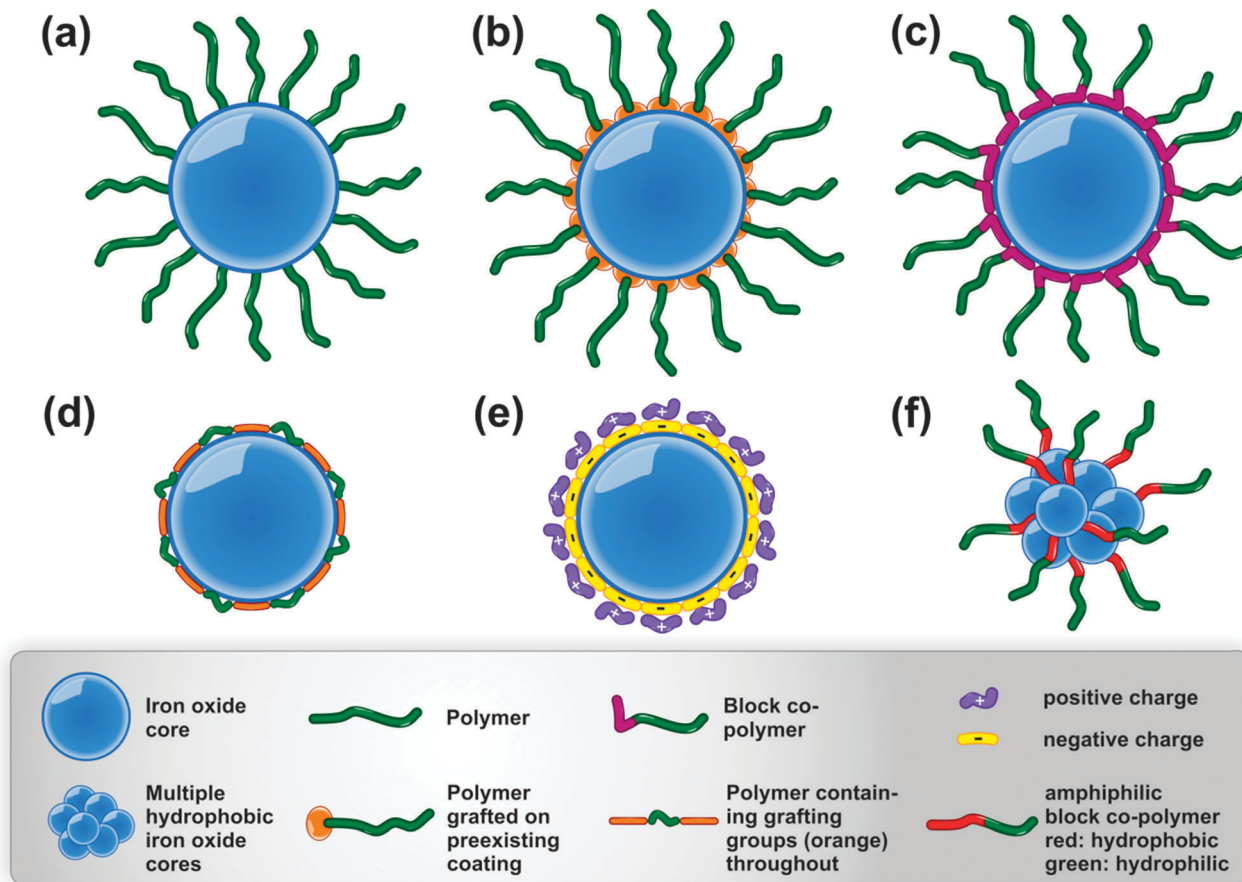 (a)
(b)
(c)
(d)
(e)
(f)
+
-
Iron oxide
core
Polymer
Block co-
polymer
+
positive charge
-
negative charge
Multiple
hydrophobic
iron oxide
cores
Polymer
grafted on
preexisting
coating
Polymer contain-
ing grafting
groups (orange)
throughout
amphiphilic
block co-polymer
red: hydrophobic
green: hydrophilic